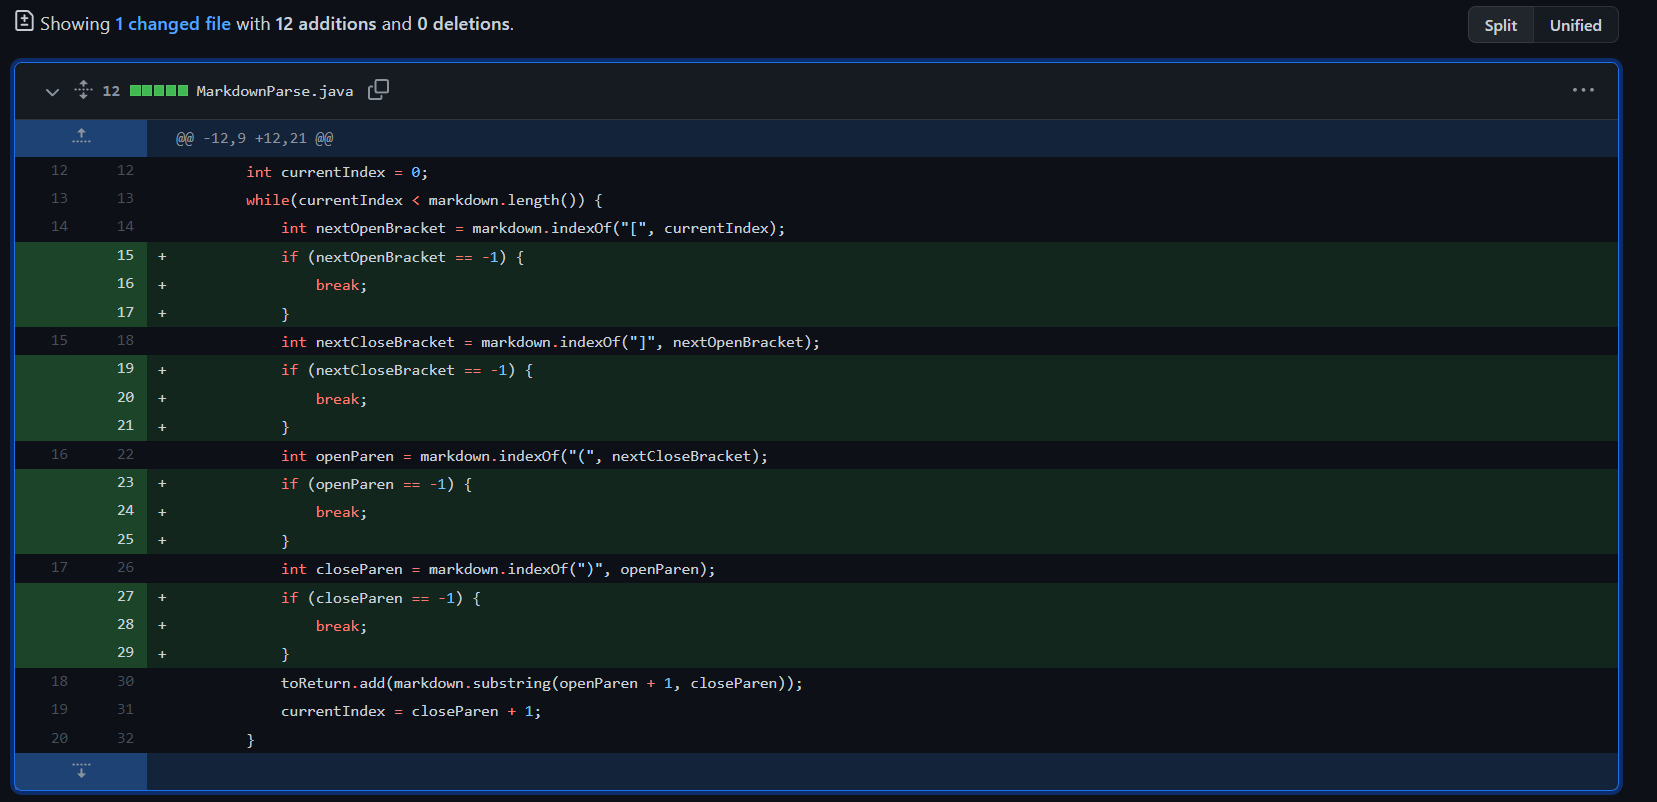 Showing 1 changed file with 12 additions and 0 deletions.
Split Unified
12 MarkdownParse.java
@@ -12,9 +12,21 @@
12 12 int currentIndex = 0;
13 13 while(currentIndex < markdown.length()) {
14 14 int nextOpenBracket = markdown.indexOf("[", currentIndex);
15 + if (nextOpenBracket == -1) {
16 + break;
17 + }
15 18 int nextCloseBracket = markdown.indexOf("]", nextOpenBracket);
19 + if (nextCloseBracket == -1) {
20 + break;
21 + }
16 22 int openParen = markdown.indexOf("(", nextCloseBracket);
23 + if (openParen == -1) {
24 + break;
25 + }
17 26 int closeParen = markdown.indexOf(")", openParen);
27 + if (closeParen == -1) {
28 + break;
29 + }
18 30 toReturn.add(markdown.substring(openParen + 1, closeParen));
19 31 currentIndex = closeParen + 1;
20 32 }